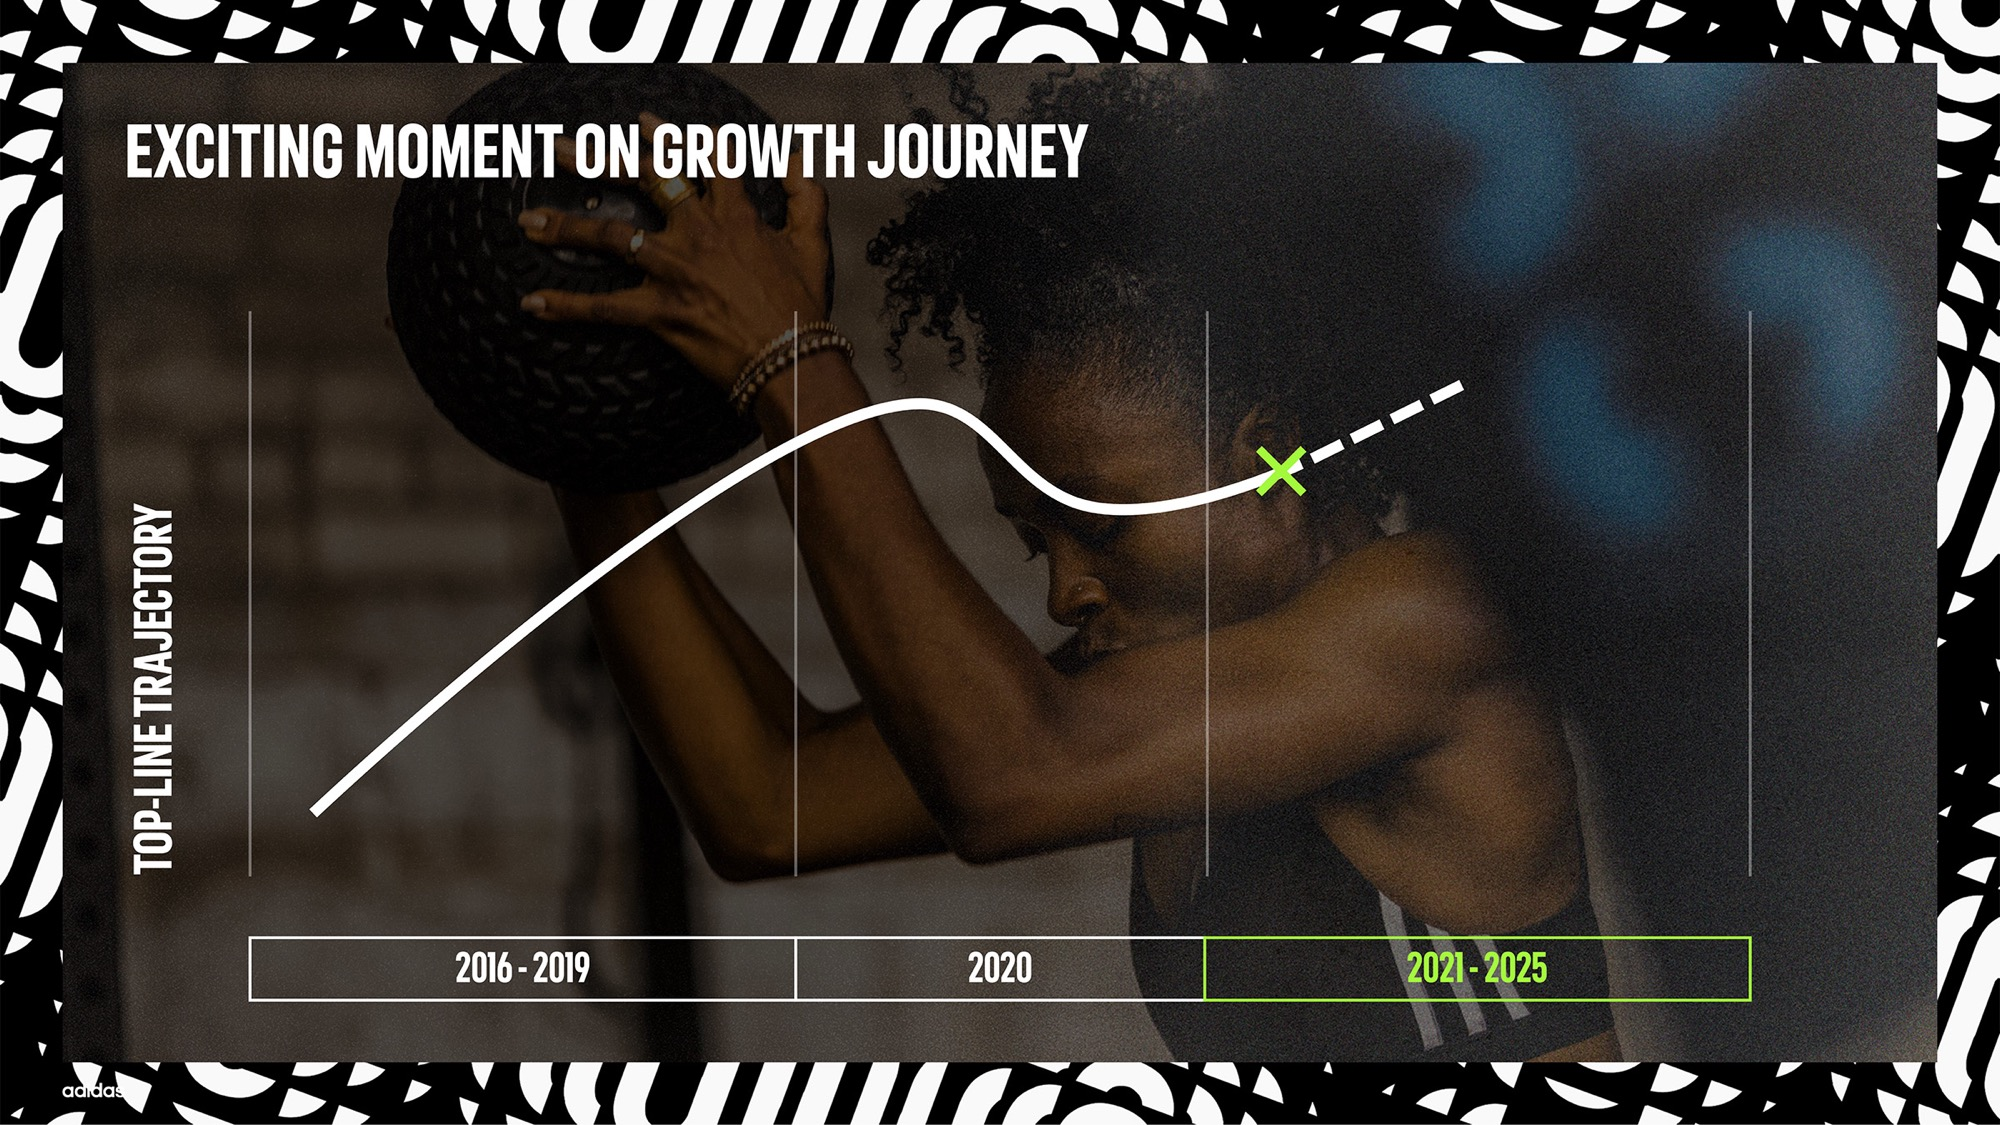 EXCITING MOMENT ON GROWTH JOURNEY
TOP-LINE TRAJECTORY
2016 - 2019
2020
2021 - 2025
adidas